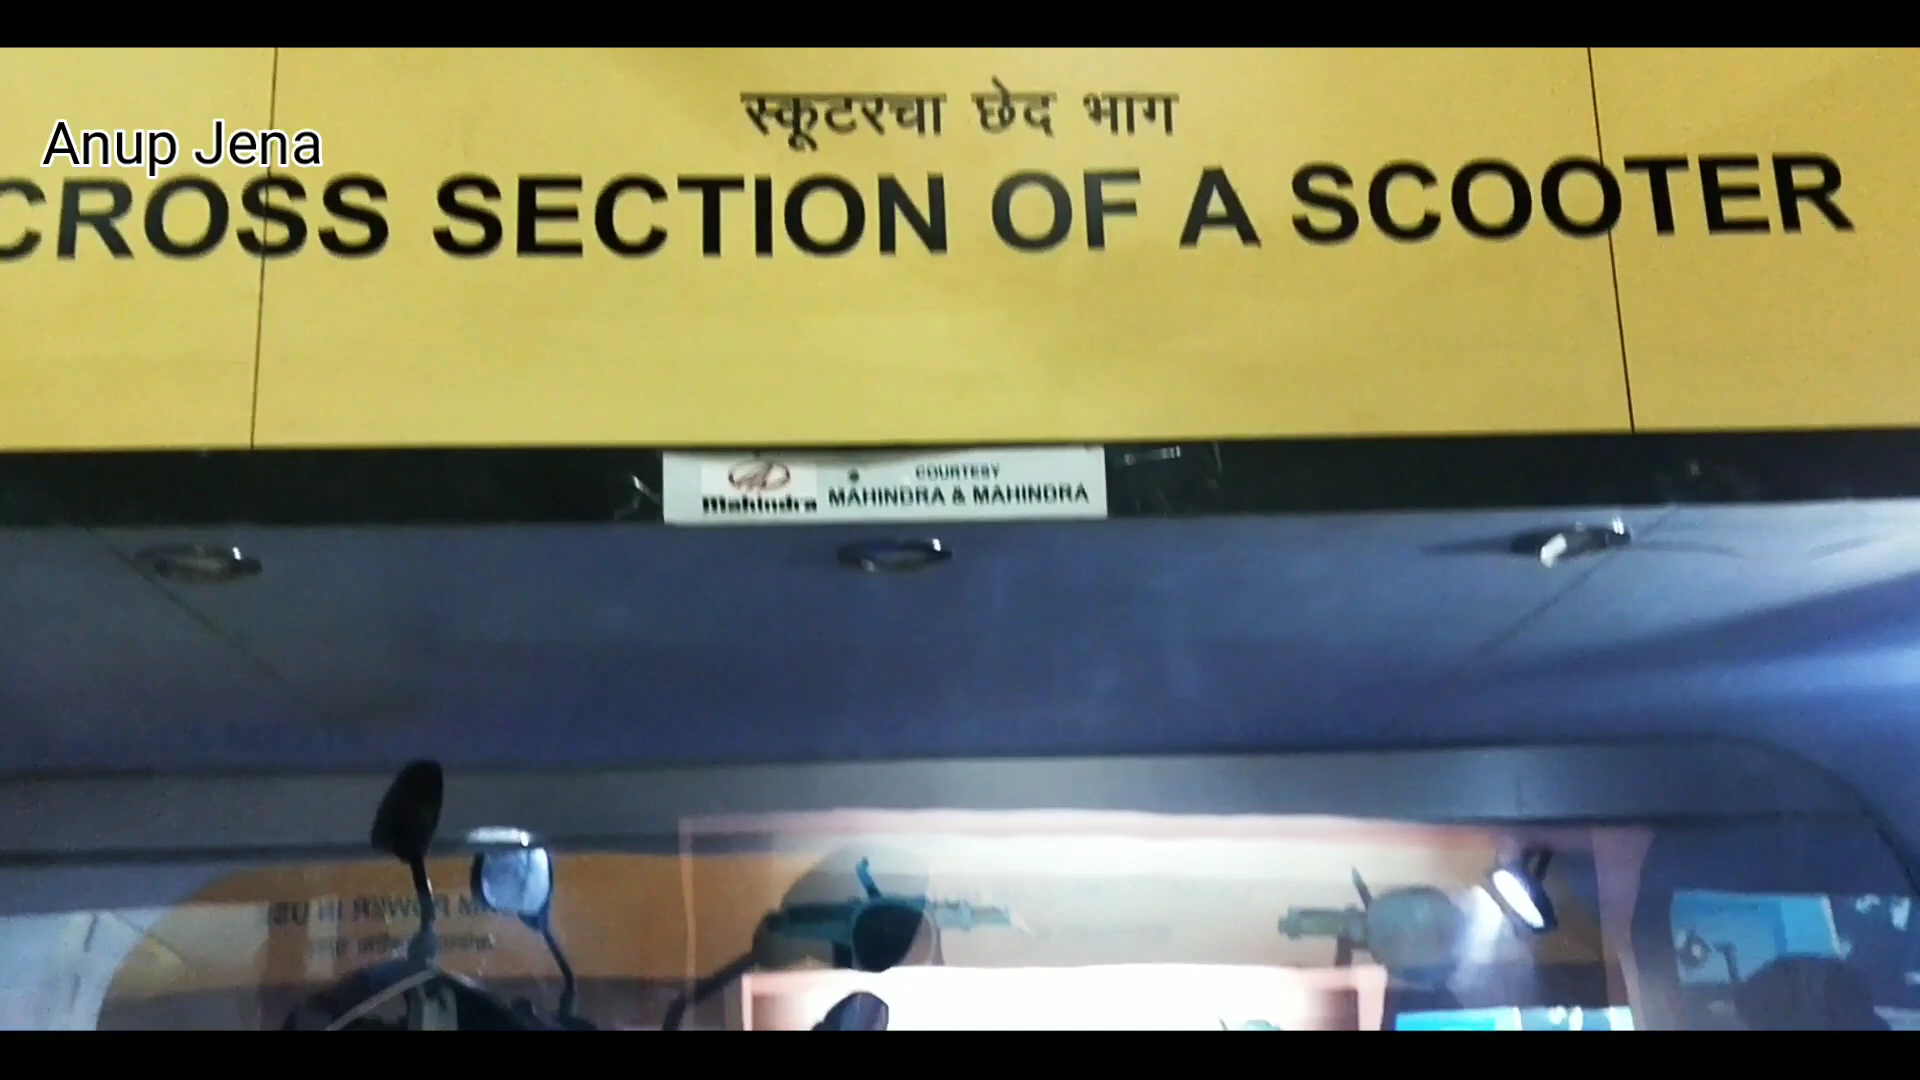 Anup Jena
स्कूटरचा छेद भाग
CROSS SECTION OF A SCOOTER
COURTESY
Mahindra MAHINDRA & MAHINDRA